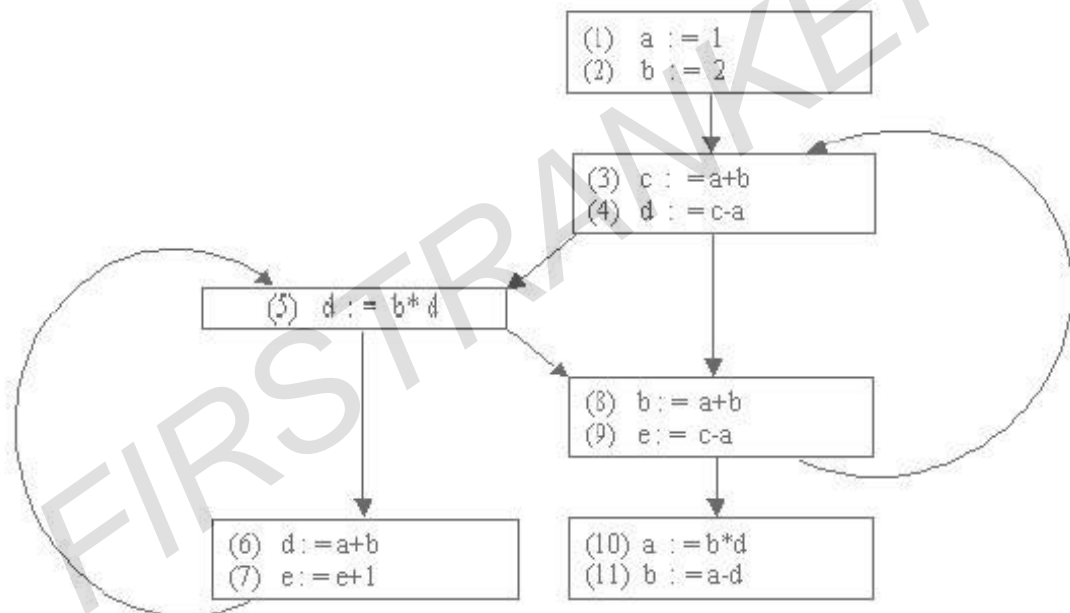 (1) a := 1
(2) b := 2
(3) c : =a+b
(4) d : =c-a
(5) d := b* d
(8) b := a+b
(9) e:= c-a
(6) d:=a+b
(7) e:=e+1
(10) a :=b*d
(11) b :=a-d
FIRSTRANKER